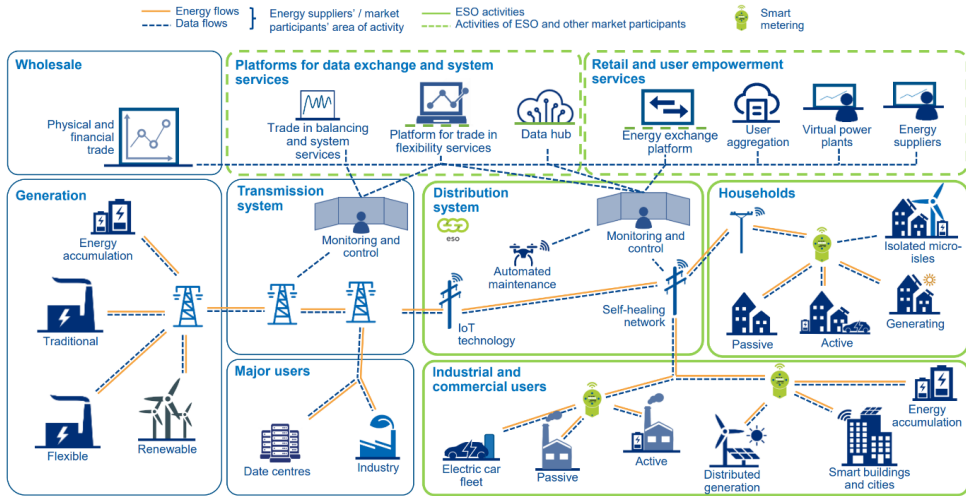 Energy flows
Data flows
Energy suppliers' / market
participants' area of activity
ESO activities
Activities of ESO and other market participants
Smart
metering
Wholesale
Physical and
financial
trade
Platforms for data exchange and system
services
Trade in balancing
and system
services
Platform for trade in
flexibility services
Data hub
Retail and user empowerment
services
Energy exchange
platform
User
aggregation
Virtual power
plants
Energy
suppliers
Generation
Energy
accumulation
Traditional
Flexible
Renewable
Transmission
system
Monitoring and
control
Distribution
system
eso
Monitoring and
control
Automated
maintenance
IoT
technology
Self-healing
network
Households
Isolated micro-
isles
Passive
Active
Generating
Major users
Date centres
Industry
Industrial and
commercial users
Electric car
fleet
Passive
Active
Distributed
generation
Smart buildings
and cities
Energy
accumulation